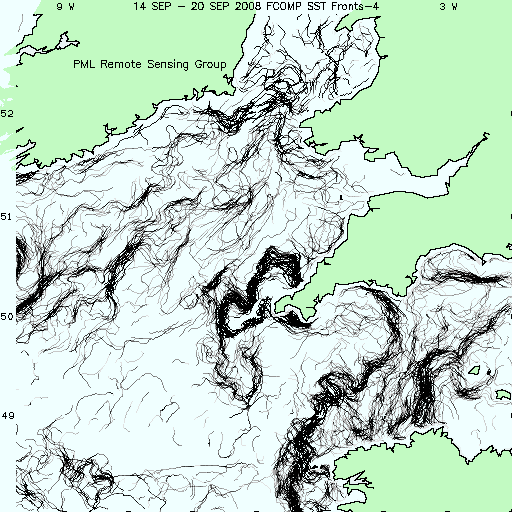 9 W 14 SEP - 20 SEP 2008 FCOMP SST Fronts-4 3 W
PML Remote Sensing Group
52
51
50
49